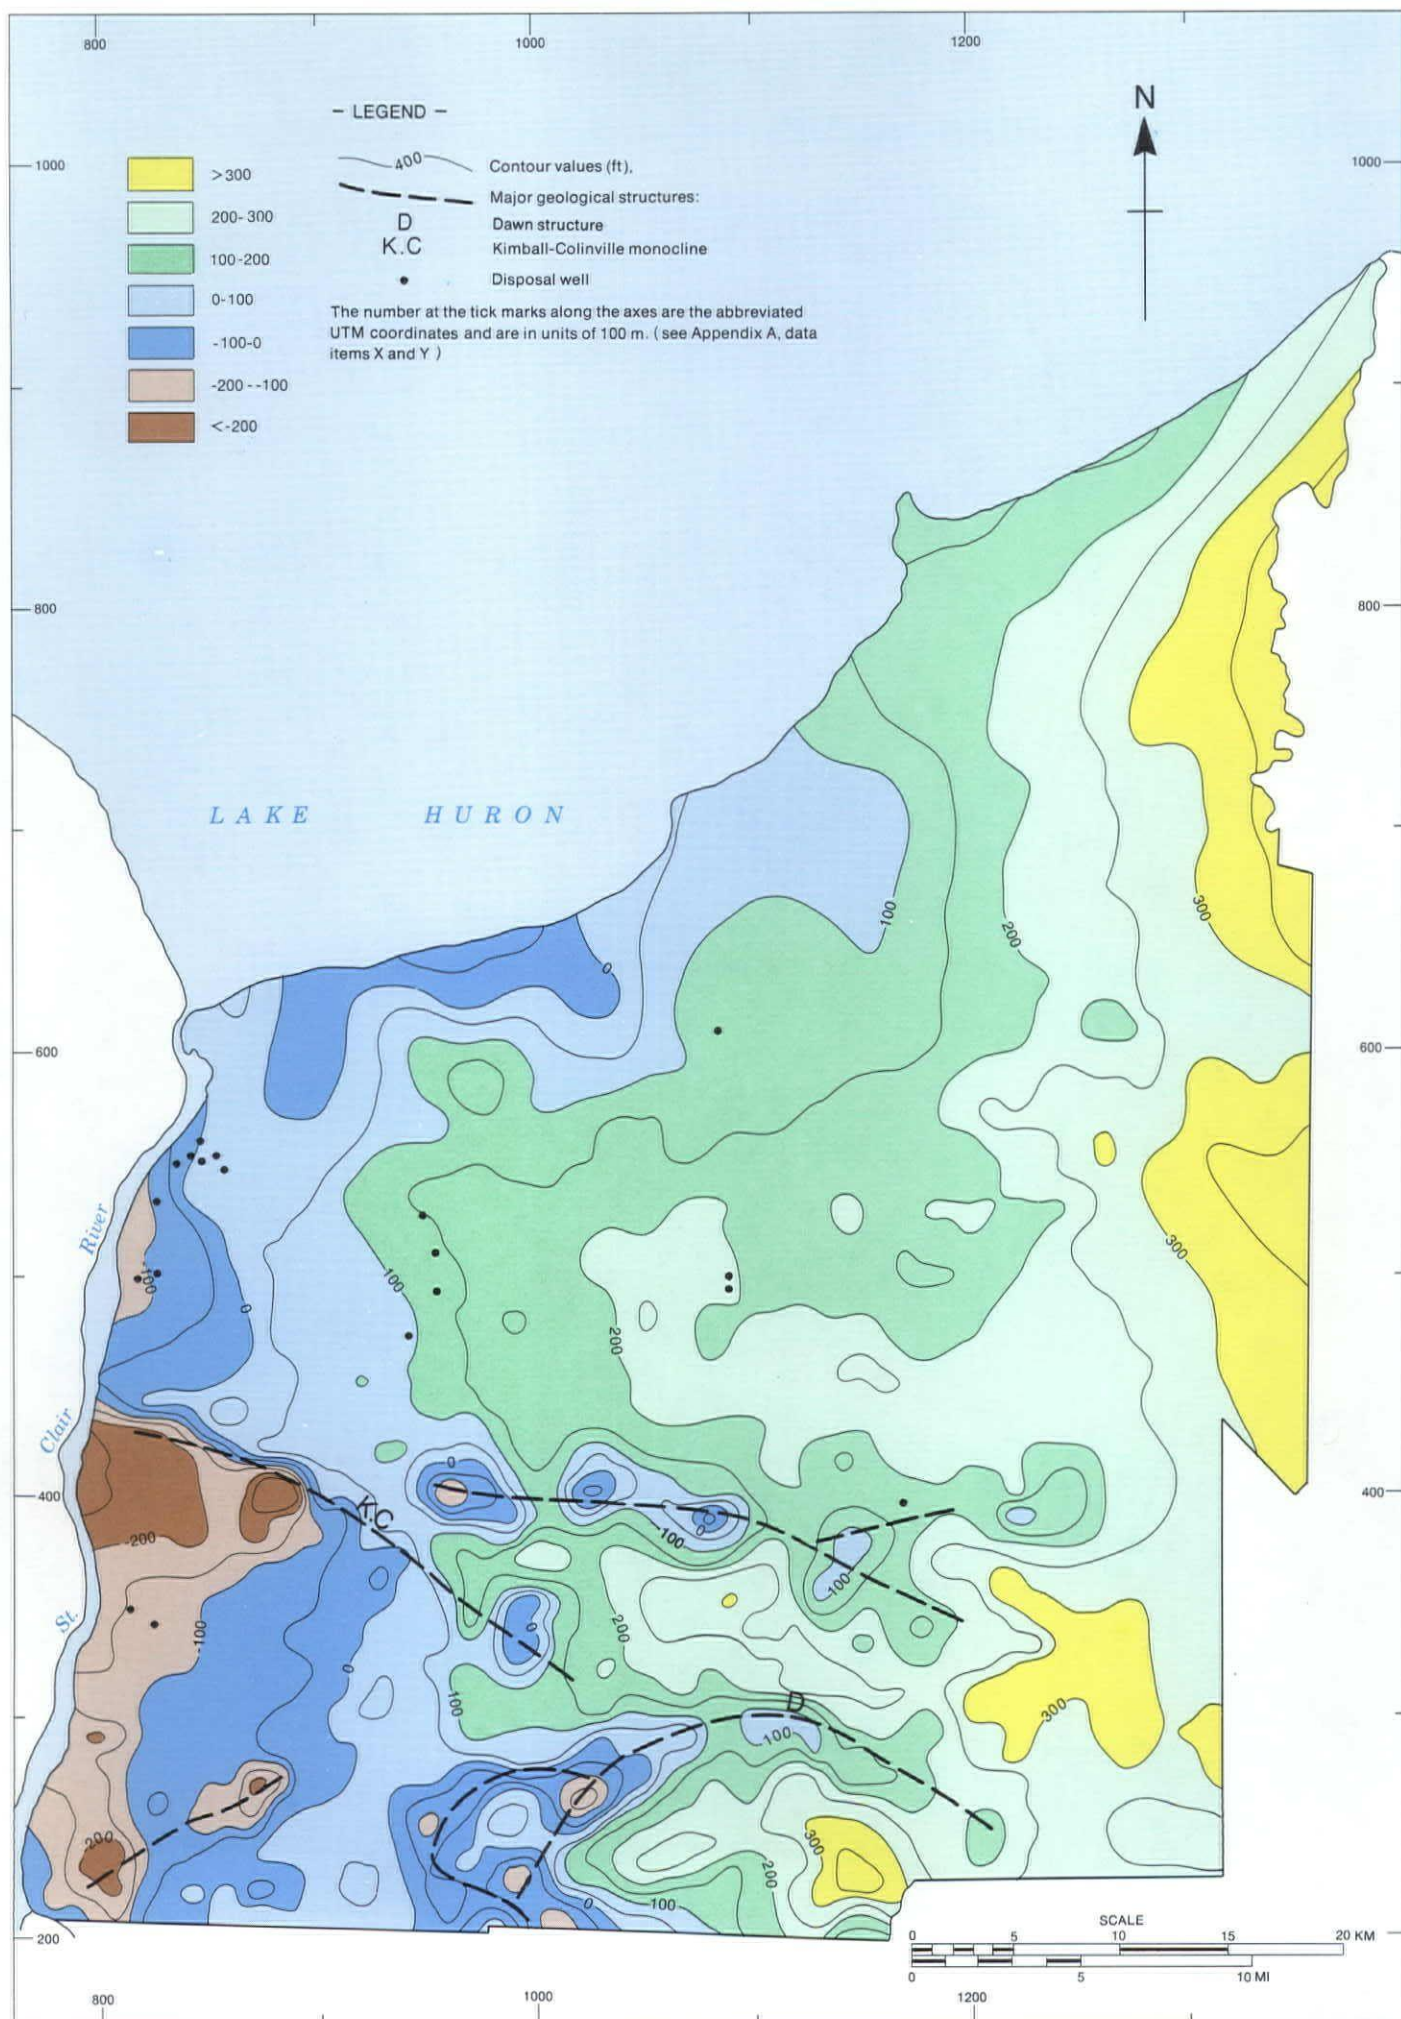 800 1000 1200
N
– LEGEND –
1000 1000
>300
200-300
100-200
0-100
-100-0
-200--100
<-200
400 Contour values (ft),
Major geological structures:
D Dawn structure
K.C Kimball-Colinville monocline
Disposal well
The number at the tick marks along the axes are the abbreviated
UTM coordinates and are in units of 100 m. (see Appendix A, data
items X and Y )
800 800
LAKE HURON
100
300
200
0
600 600
River
-100
300
100
0
200
Clair
0
400 400
K.C
-200
-100
0
100
St.
-100
0
200
0
100
D
300
-100
300
-200
200
0
100
200
SCALE
0 5 10 15 20 KM
0 5 10 MI
800 1000 1200